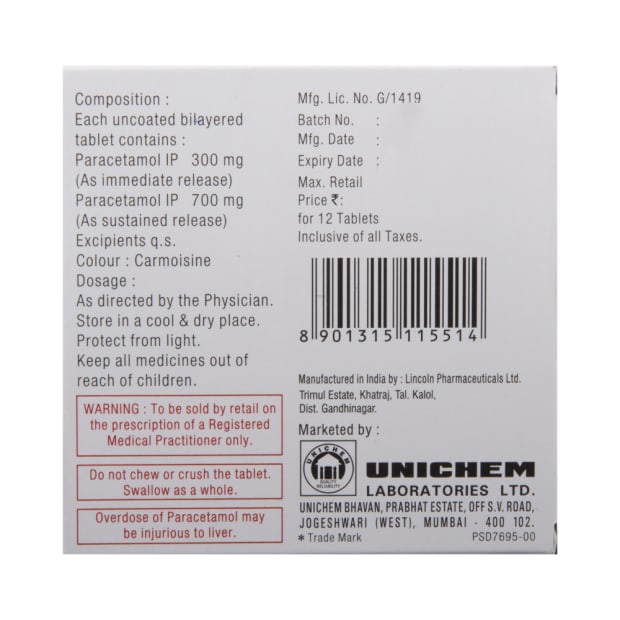 Composition :
Each uncoated bilayered
tablet contains :
Paracetamol IP 300 mg
(As immediate release)
Paracetamol IP 700 mg
(As sustained release)
Excipients q.s.
Colour : Carmoisine
Dosage :
As directed by the Physician.
Store in a cool & dry place.
Protect from light.
Keep all medicines out of
reach of children.
WARNING : To be sold by retail on
the prescription of a Registered
Medical Practitioner only.
Do not chew or crush the tablet.
Swallow as a whole.
Overdose of Paracetamol may
be injurious to liver.
Mfg. Lic. No. G/1419
Batch No. :
Mfg. Date :
Expiry Date :
Max. Retail
Price ₹:
for 12 Tablets
Inclusive of all Taxes.
8 901315 115514
Manufactured in India by : Lincoln Pharmaceuticals Ltd.
Trimul Estate, Khatraj, Tal. Kalol,
Dist. Gandhinagar.
Marketed by :
UNICHEM
QUALITY
RELIABILITY
UNICHEM
LABORATORIES LTD.
UNICHEM BHAVAN, PRABHAT ESTATE, OFF S.V. ROAD,
JOGESHWARI (WEST), MUMBAI - 400 102.
* Trade Mark PSD7695-00